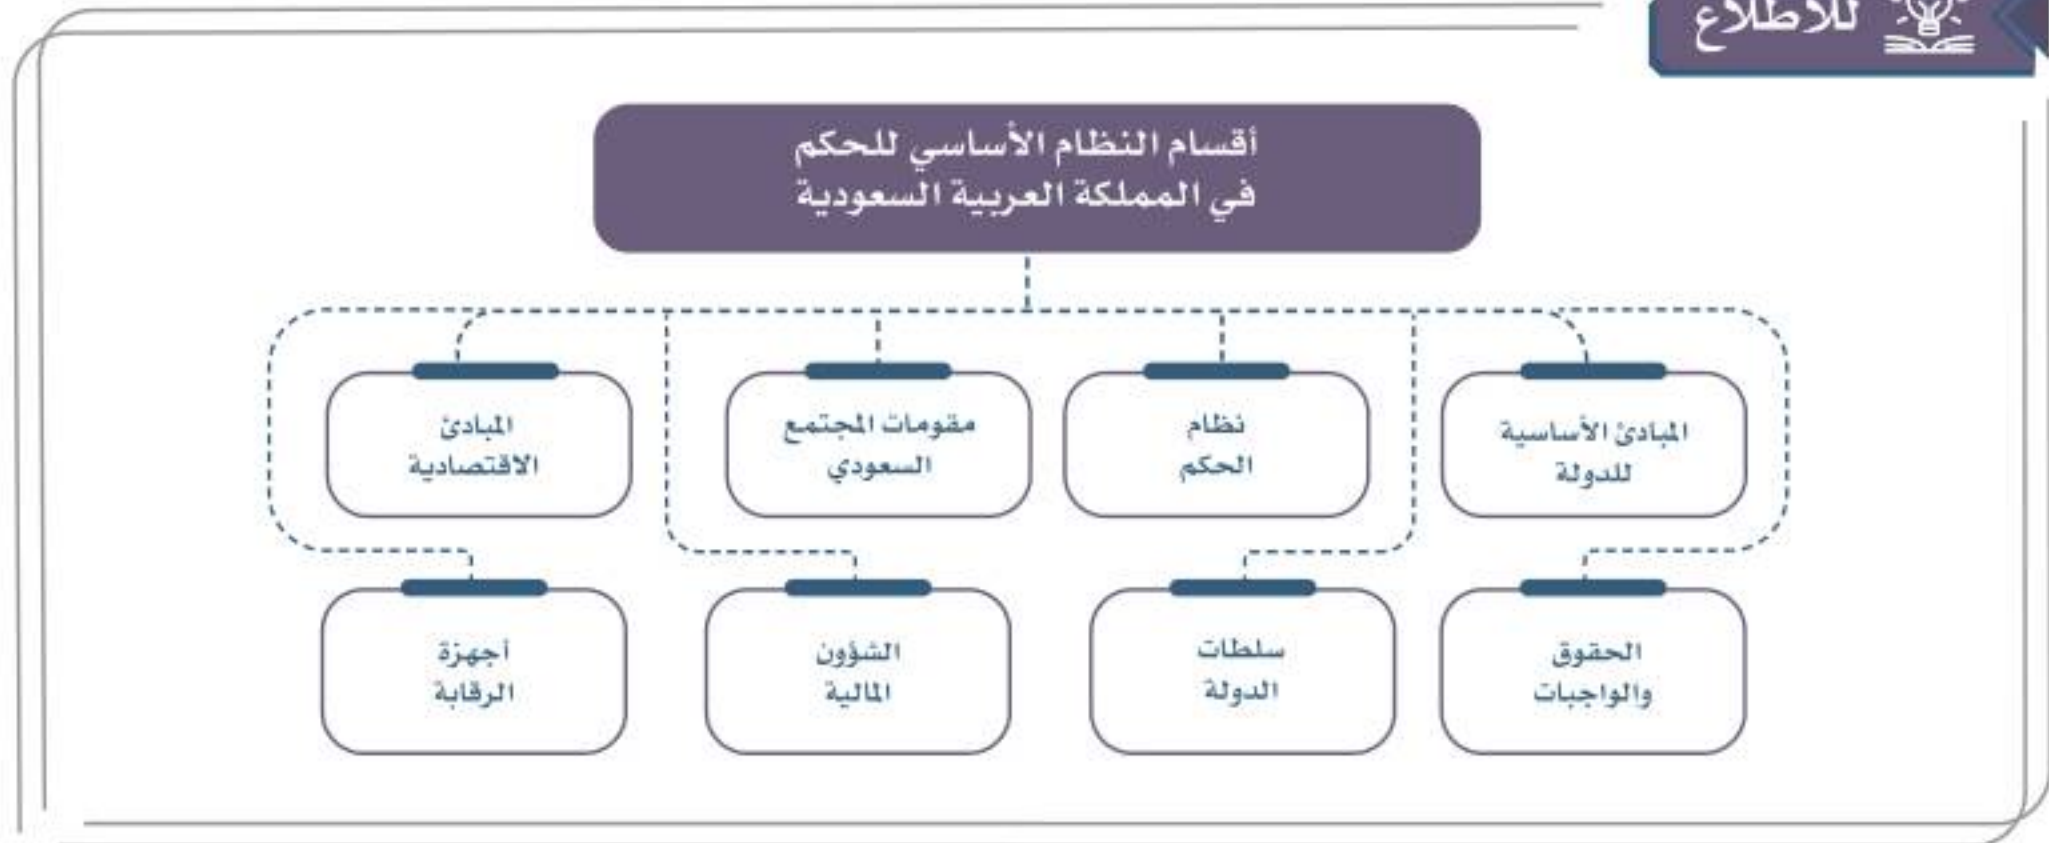 للاطلاع
أقسام النظام الأساسي للحكم
في المملكة العربية السعودية
المبادئ الأساسية
للدولة
نظام
الحكم
مقومات المجتمع
السعودي
المبادئ
الاقتصادية
الحقوق
والواجبات
سلطات
الدولة
الشؤون
المالية
أجهزة
الرقابة